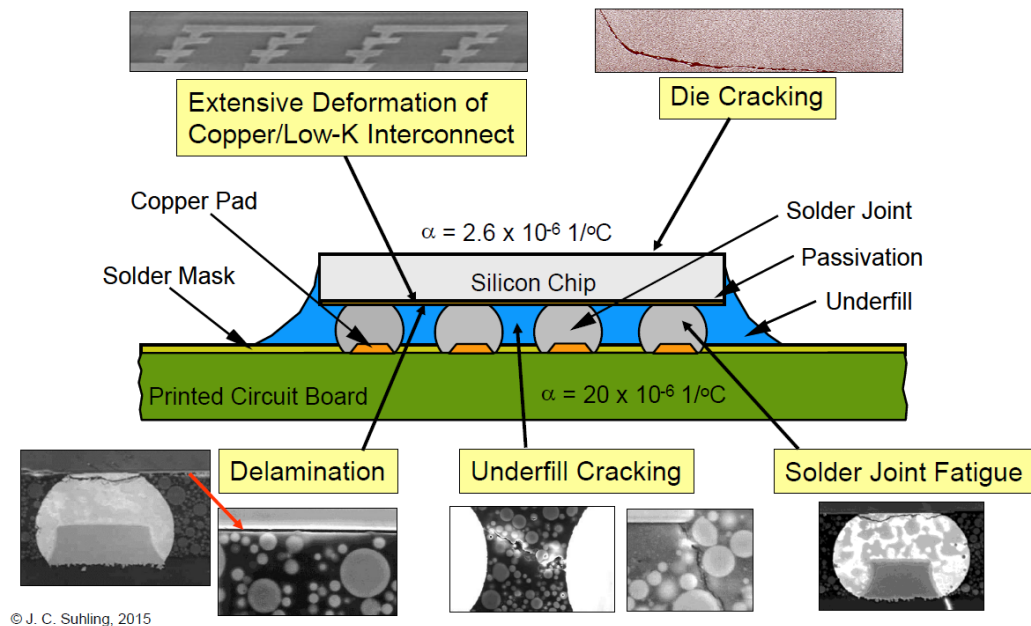 Extensive Deformation of
Copper/Low-K Interconnect
Die Cracking
Copper Pad
Solder Joint
α = 2.6 x 10⁻⁶ 1/ºC
Solder Mask
Passivation
Silicon Chip
Underfill
Printed Circuit Board
α = 20 x 10⁻⁶ 1/ºC
Delamination
Underfill Cracking
Solder Joint Fatigue
© J. C. Suhling, 2015